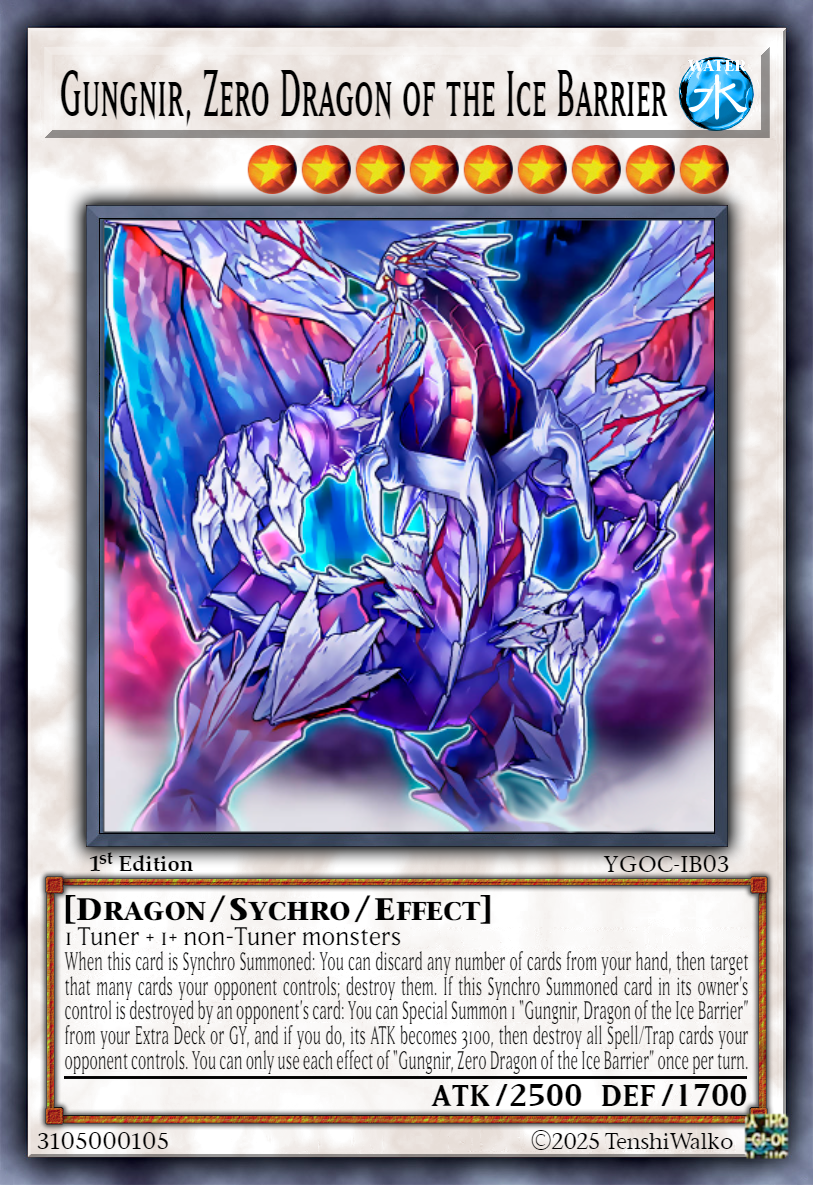 Gungnir, Zero Dragon of the Ice Barrier
WATER
水
1st Edition
YGOC-IB03
[Dragon/Sychro/Effect]
1 Tuner + 1+ non-Tuner monsters
When this card is Synchro Summoned: You can discard any number of cards from your hand, then target
that many cards your opponent controls; destroy them. If this Synchro Summoned card in its owner's
control is destroyed by an opponent's card: You can Special Summon 1 "Gungnir, Dragon of the Ice Barrier"
from your Extra Deck or GY, and if you do, its ATK becomes 3100, then destroy all Spell/Trap cards your
opponent controls. You can only use each effect of "Gungnir, Zero Dragon of the Ice Barrier" once per turn.
ATK/2500 DEF/1700
3105000105
©2025 TenshiWalko